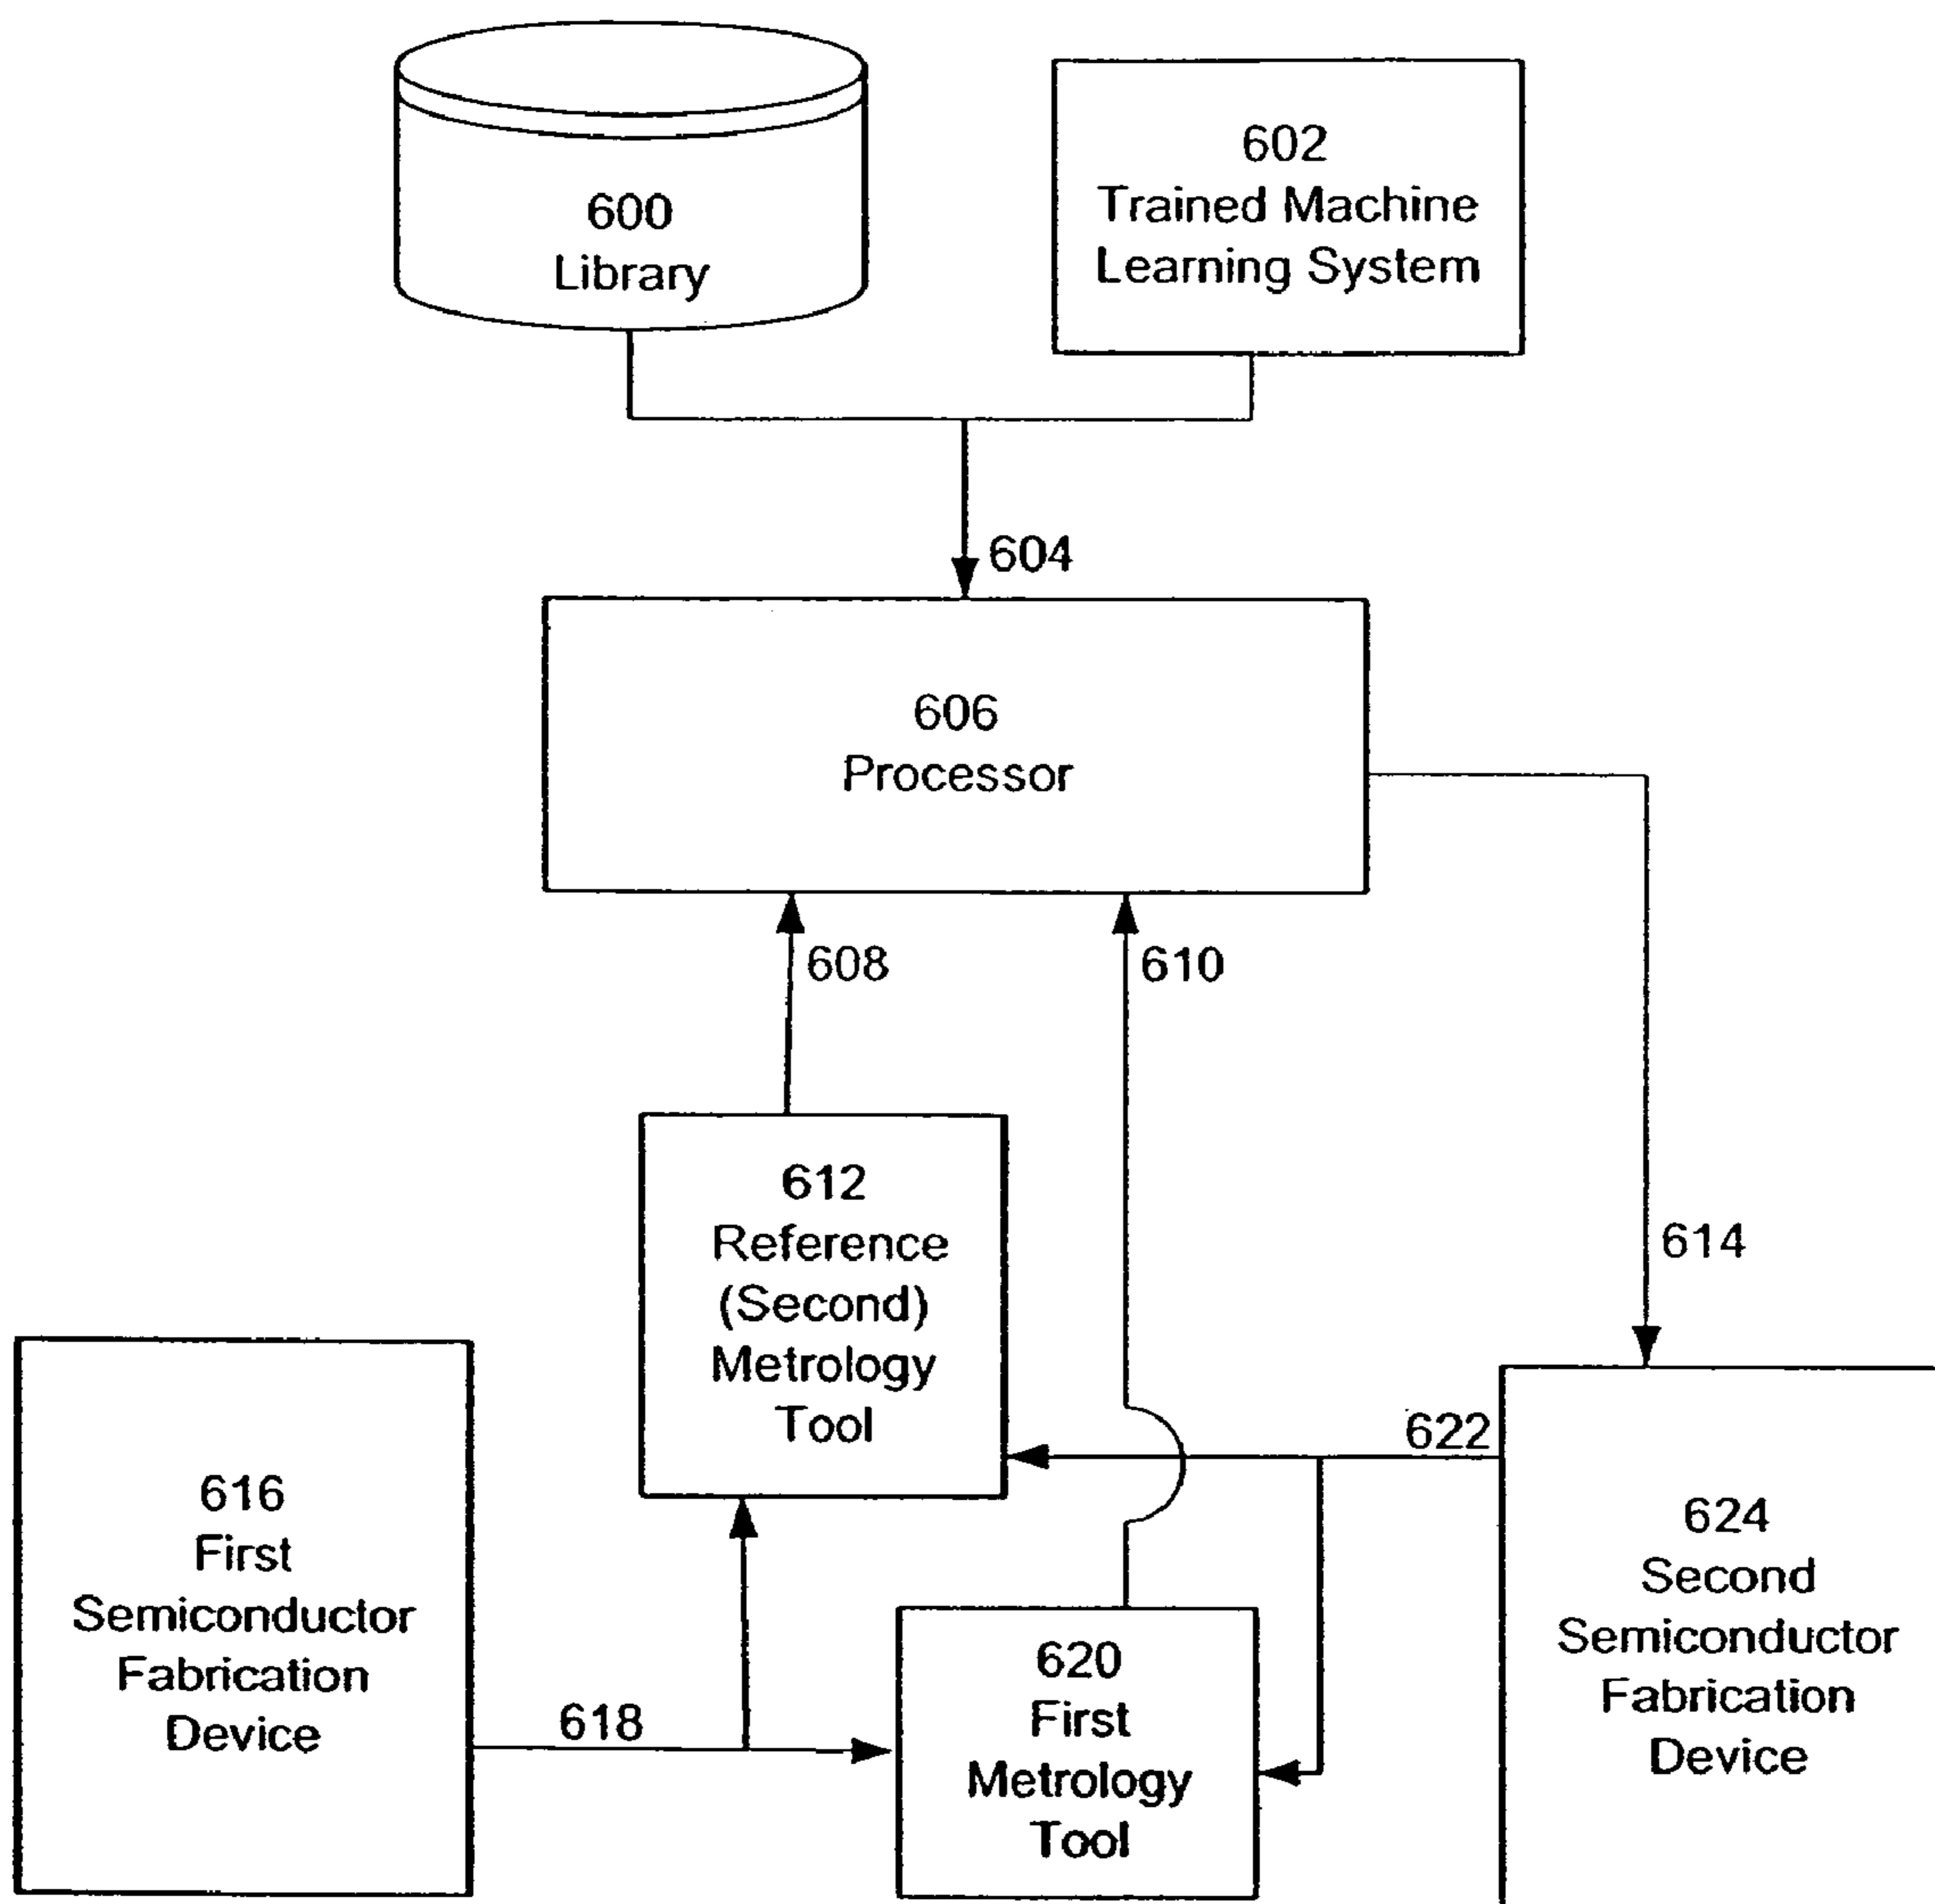 600
Library
602
Trained Machine
Learning System
604
606
Processor
608
610
612
Reference
(Second)
Metrology
Tool
614
616
First
Semiconductor
Fabrication
Device
618
620
First
Metrology
Tool
622
624
Second
Semiconductor
Fabrication
Device